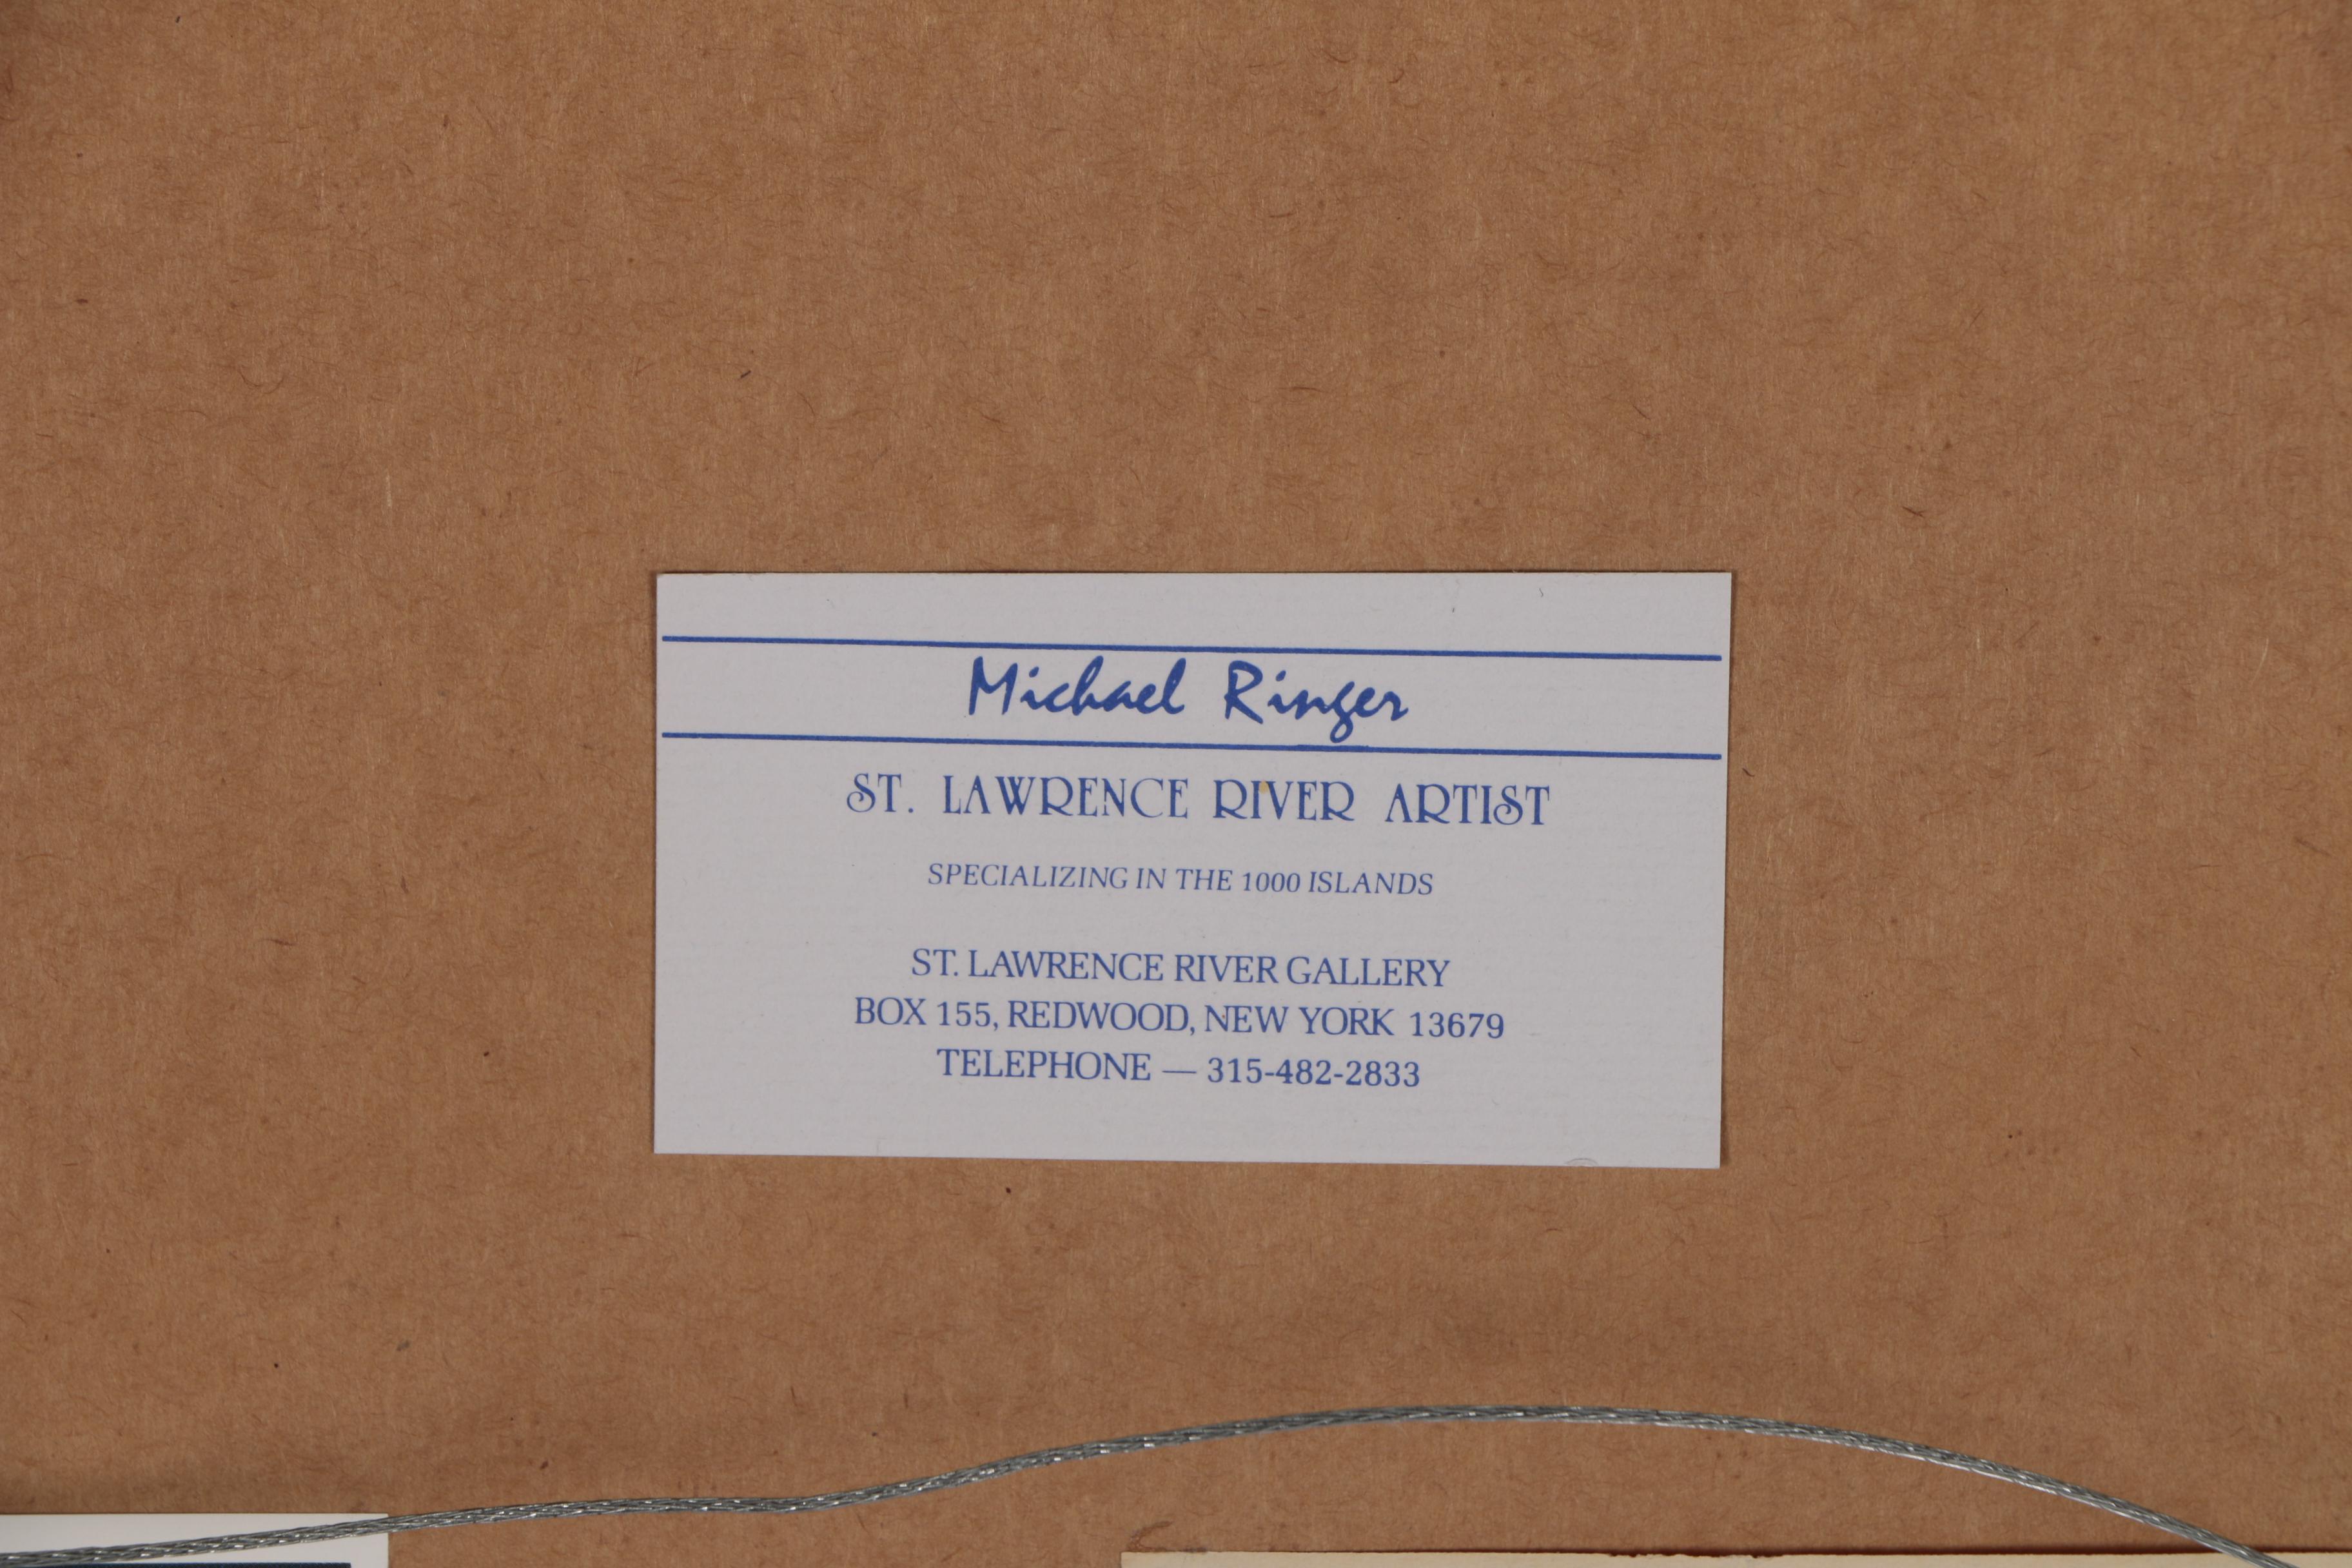 Michael Ringer
ST. LAWRENCE RIVER ARTIST
SPECIALIZING IN THE 1000 ISLANDS
ST. LAWRENCE RIVER GALLERY
BOX 155, REDWOOD, NEW YORK 13679
TELEPHONE — 315-482-2833